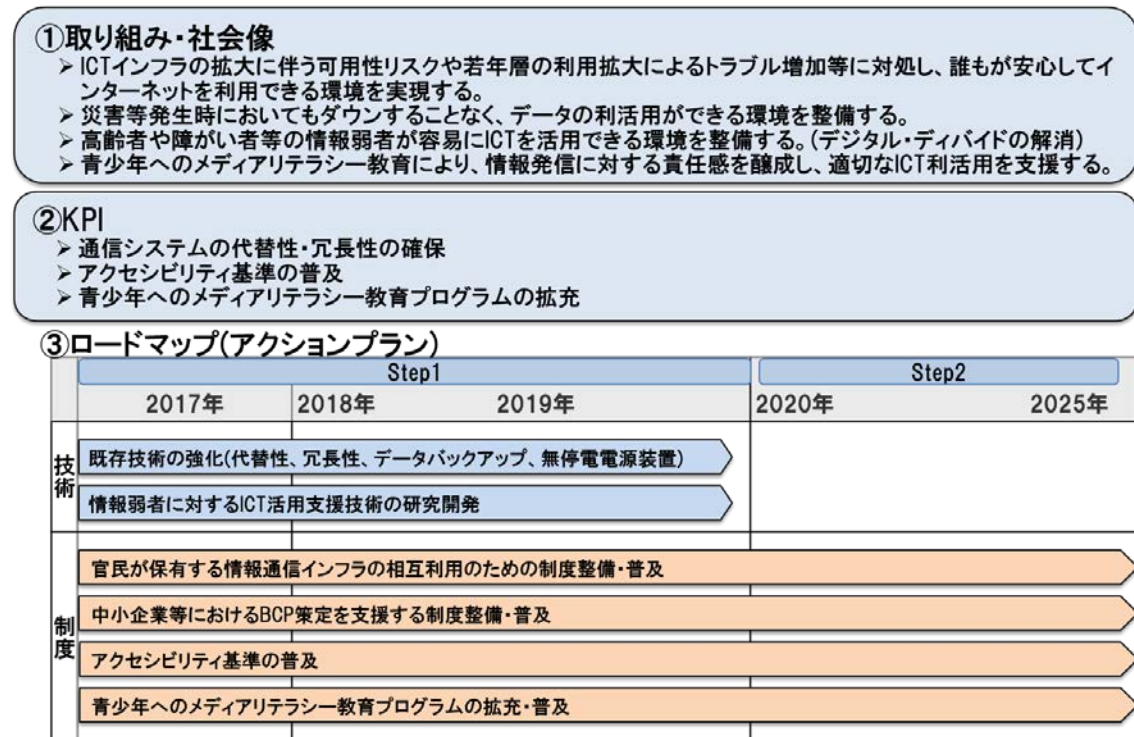 ①取り組み・社会像
➢ ICTインフラの拡大に伴う可用性リスクや若年層の利用拡大によるトラブル増加等に対処し、誰もが安心してイ
ンターネットを利用できる環境を実現する。
➢ 災害等発生時においてもダウンすることなく、データの利活用ができる環境を整備する。
➢ 高齢者や障がい者等の情報弱者が容易にICTを活用できる環境を整備する。(デジタル・ディバイドの解消)
➢ 青少年へのメディアリテラシー教育により、情報発信に対する責任感を醸成し、適切なICT利活用を支援する。
②KPI
➢ 通信システムの代替性・冗長性の確保
➢ アクセシビリティ基準の普及
➢ 青少年へのメディアリテラシー教育プログラムの拡充
③ロードマップ(アクションプラン)
Step1 Step2
2017年 2018年 2019年 2020年 2025年
技術
既存技術の強化(代替性、冗長性、データバックアップ、無停電電源装置)
情報弱者に対するICT活用支援技術の研究開発
制度
官民が保有する情報通信インフラの相互利用のための制度整備・普及
中小企業等におけるBCP策定を支援する制度整備・普及
アクセシビリティ基準の普及
青少年へのメディアリテラシー教育プログラムの拡充・普及